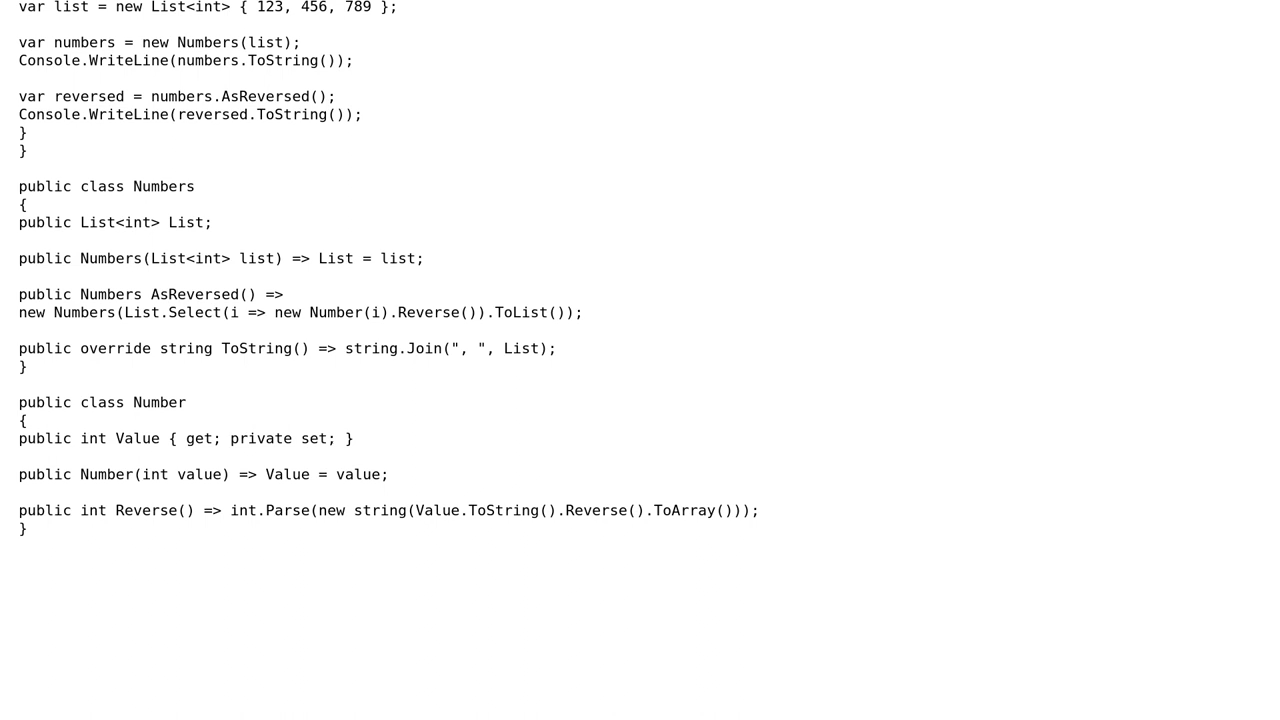 var list = new List<int> { 123, 456, 789 };
var numbers = new Numbers(list);
Console.WriteLine(numbers.ToString());
var reversed = numbers.AsReversed();
Console.WriteLine(reversed.ToString());
}
}
public class Numbers
{
public List<int> List;
public Numbers(List<int> list) => List = list;
public Numbers AsReversed() =>
new Numbers(List.Select(i => new Number(i).Reverse()).ToList());
public override string ToString() => string.Join(", ", List);
}
public class Number
{
public int Value { get; private set; }
public Number(int value) => Value = value;
public int Reverse() => int.Parse(new string(Value.ToString().Reverse().ToArray()));
}